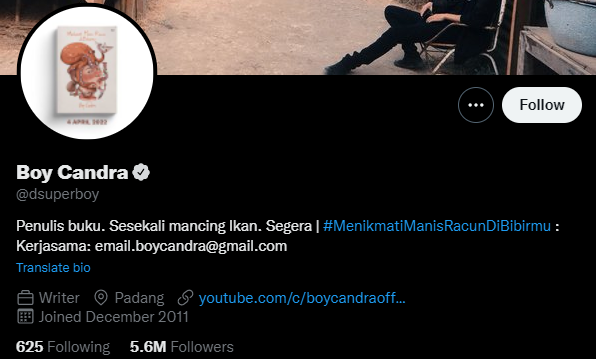 4 APRIL 2022
Follow
Boy Candra
@dsuperboy
Penulis buku. Sesekali mancing Ikan. Segera | #MenikmatiManisRacunDiBibirmu :
Kerjasama: email.boycandra@gmail.com
Translate bio
Writer Padang youtube.com/c/boycandraoff...
Joined December 2011
625 Following 5.6M Followers